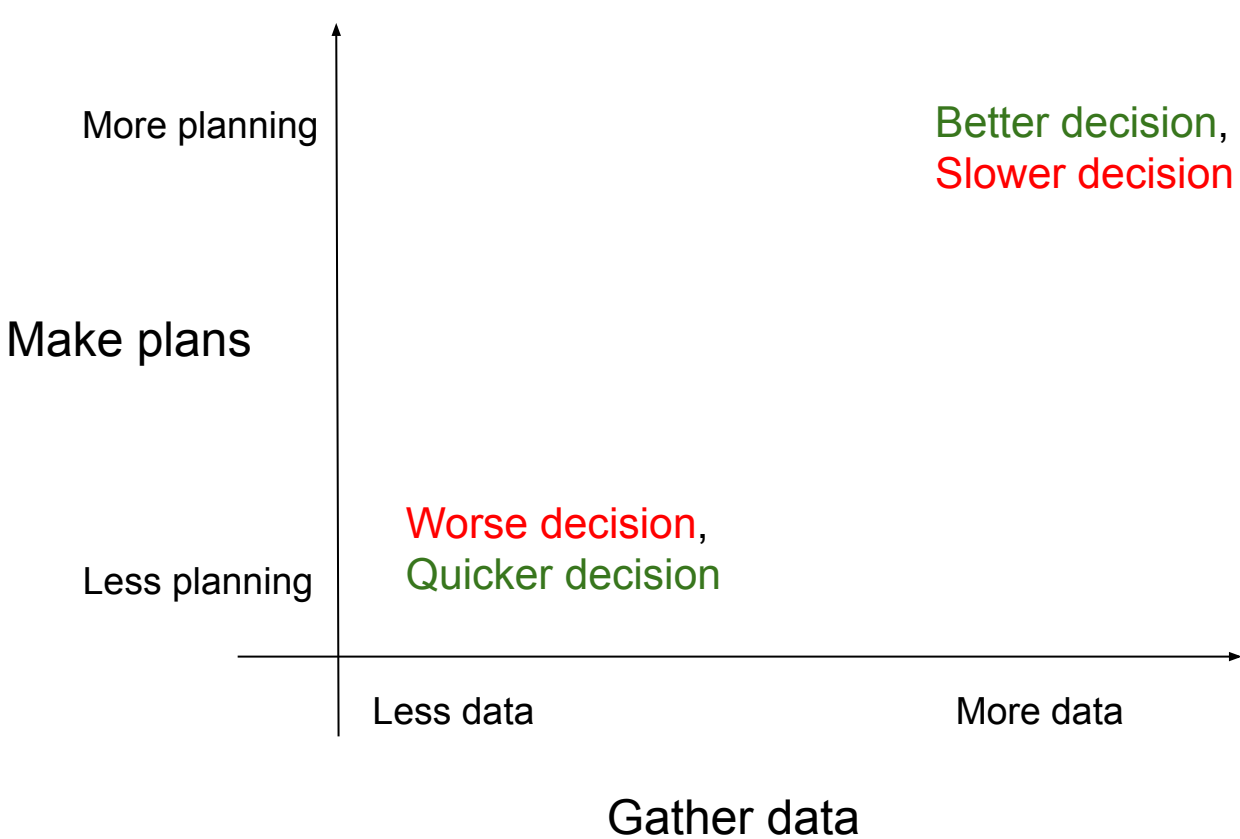 More planning
Better decision,
Slower decision
Make plans
Worse decision,
Quicker decision
Less planning
Less data
More data
Gather data